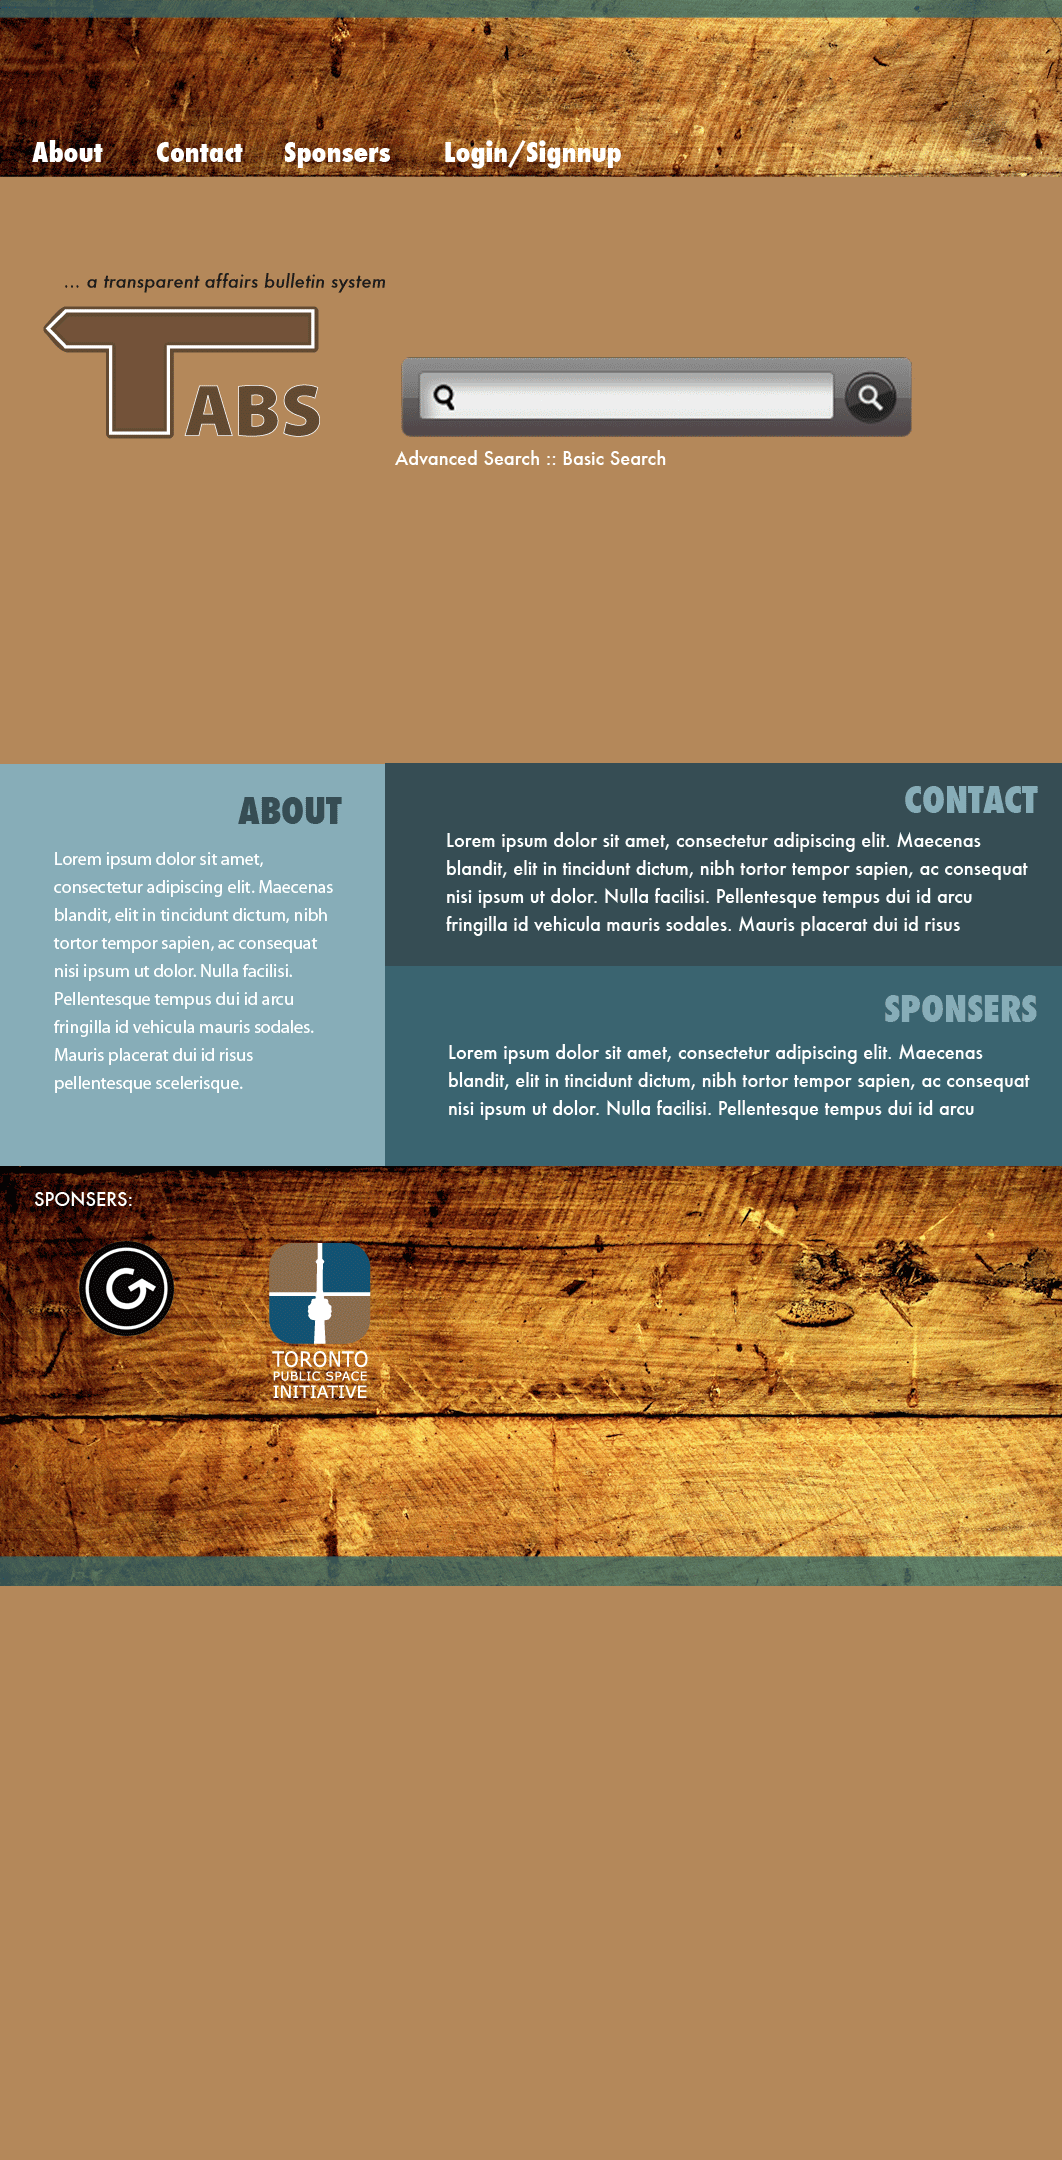 About Contact Sponsers Login/Signnup
... a transparent affairs bulletin system
TABS
Advanced Search :: Basic Search
ABOUT
Lorem ipsum dolor sit amet,
consectetur adipiscing elit. Maecenas
blandit, elit in tincidunt dictum, nibh
tortor tempor sapien, ac consequat
nisi ipsum ut dolor. Nulla facilisi.
Pellentesque tempus dui id arcu
fringilla id vehicula mauris sodales.
Mauris placerat dui id risus
pellentesque scelerisque.
CONTACT
Lorem ipsum dolor sit amet, consectetur adipiscing elit. Maecenas
blandit, elit in tincidunt dictum, nibh tortor tempor sapien, ac consequat
nisi ipsum ut dolor. Nulla facilisi. Pellentesque tempus dui id arcu
fringilla id vehicula mauris sodales. Mauris placerat dui id risus
SPONSERS
Lorem ipsum dolor sit amet, consectetur adipiscing elit. Maecenas
blandit, elit in tincidunt dictum, nibh tortor tempor sapien, ac consequat
nisi ipsum ut dolor. Nulla facilisi. Pellentesque tempus dui id arcu
SPONSERS:
G
TORONTO
PUBLIC SPACE
INITIATIVE